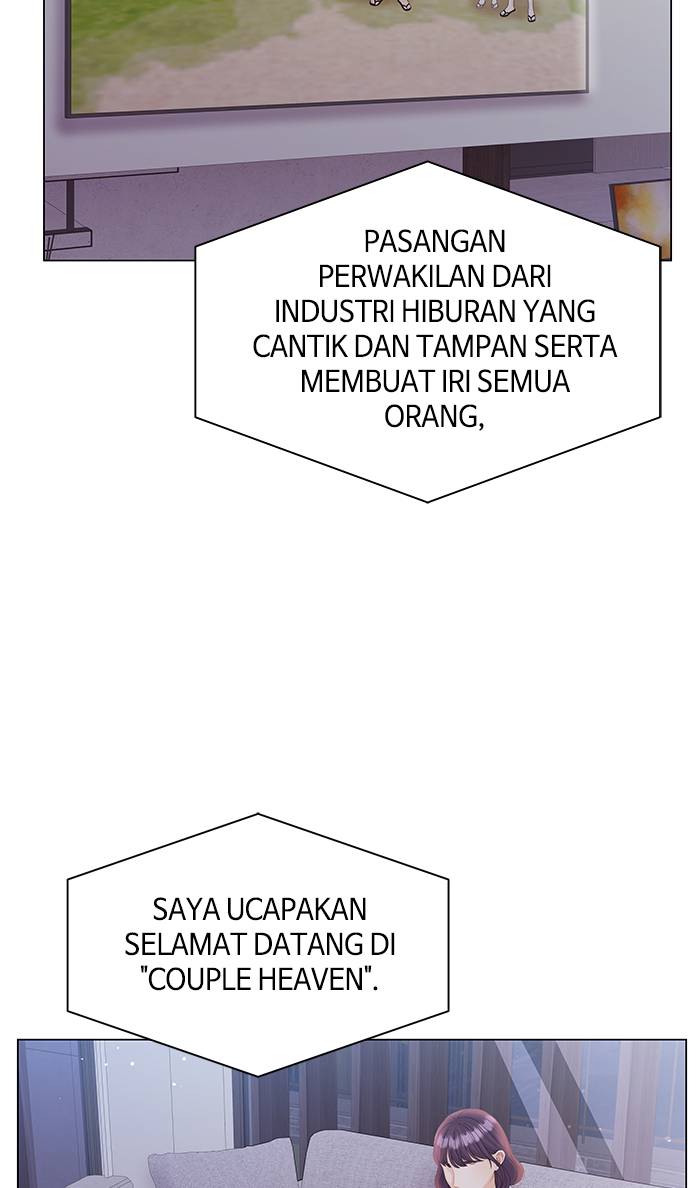 PASANGAN
PERWAKILAN DARI
INDUSTRI HIBURAN YANG
CANTIK DAN TAMPAN SERTA
MEMBUAT IRI SEMUA
ORANG,
SAYA UCAPAKAN
SELAMAT DATANG DI
"COUPLE HEAVEN".